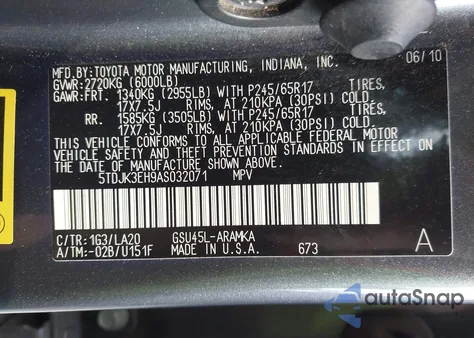 MFD.BY:TOYOTA MOTOR MANUFACTURING, INDIANA, INC. 06/10
GVWR:2720KG (6000LB)
GAWR:FRT. 1340KG (2955LB) WITH P245/65R17 TIRES,
17X7.5J RIMS, AT 210KPA (30PSI) COLD
RR. 1585KG (3505LB) WITH P245/65R17 TIRES,
17X7.5J RIMS, AT 210KPA (30PSI) COLD
THIS VEHICLE CONFORMS TO ALL APPLICABLE FEDERAL MOTOR
VEHICLE SAFETY AND THEFT PREVENTION STANDARDS IN EFFECT ON
THE DATE OF MANUFACTURE SHOWN ABOVE.
5TDJK3EH9AS032071 MPV
C/TR:1G3/LA20 GSU45L-ARAMKA A
A/TM:-02B/U151F MADE IN U.S.A. 673
autoSnap